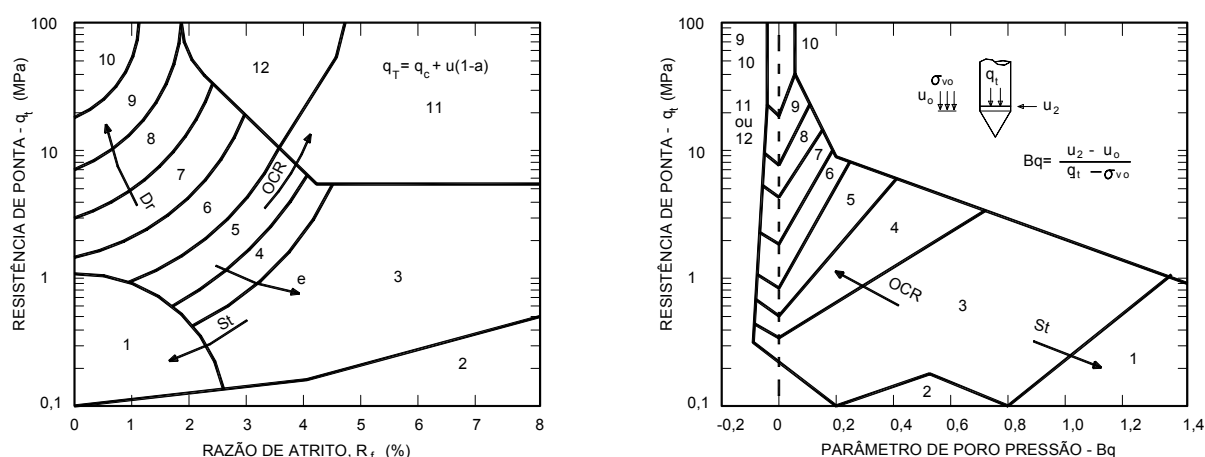 RESISTÊNCIA DE PONTA - qt (MPa)
100
10
1
0,1
10
9
8
7
6
5
4
3
2
1
12
11
qT= qc + u(1-a)
Dr
OCR
e
St
0 1 2 3 4 5 6 7 8
RAZÃO DE ATRITO, Rf (%)
RESISTÊNCIA DE PONTA - qt (MPa)
100
10
1
0,1
9
10
11
ou
12
10
9
8
7
6
5
4
3
2
1
σvo
uo
qt
u2
Bq= u2 - uo
qt - σvo
OCR
St
-0,2 0 0,2 0,4 0,6 0,8 1,0 1,2 1,4
PARÂMETRO DE PORO PRESSÃO - Bq